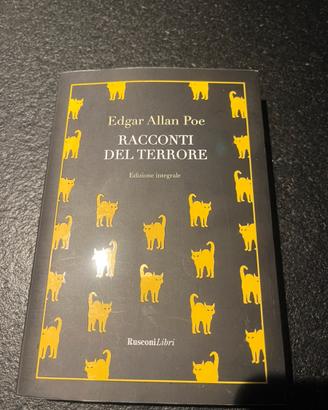 Edgar Allan Poe
RACCONTI
DEL TERRORE
Edizione integrale
RusconiLibri